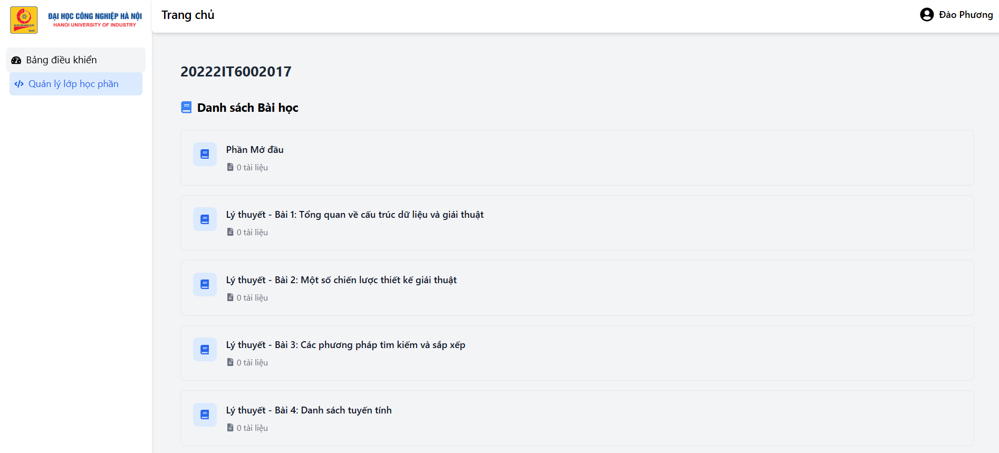 ĐẠI HỌC CÔNG NGHIỆP HÀ NỘI
HANOI UNIVERSITY OF INDUSTRY
Trang chủ
Đào Phương
Bảng điều khiển
Quản lý lớp học phần
20222IT6002017
Danh sách Bài học
Phần Mở đầu
0 tài liệu
Lý thuyết - Bài 1: Tổng quan về cấu trúc dữ liệu và giải thuật
0 tài liệu
Lý thuyết - Bài 2: Một số chiến lược thiết kế giải thuật
0 tài liệu
Lý thuyết - Bài 3: Các phương pháp tìm kiếm và sắp xếp
0 tài liệu
Lý thuyết - Bài 4: Danh sách tuyến tính
0 tài liệu